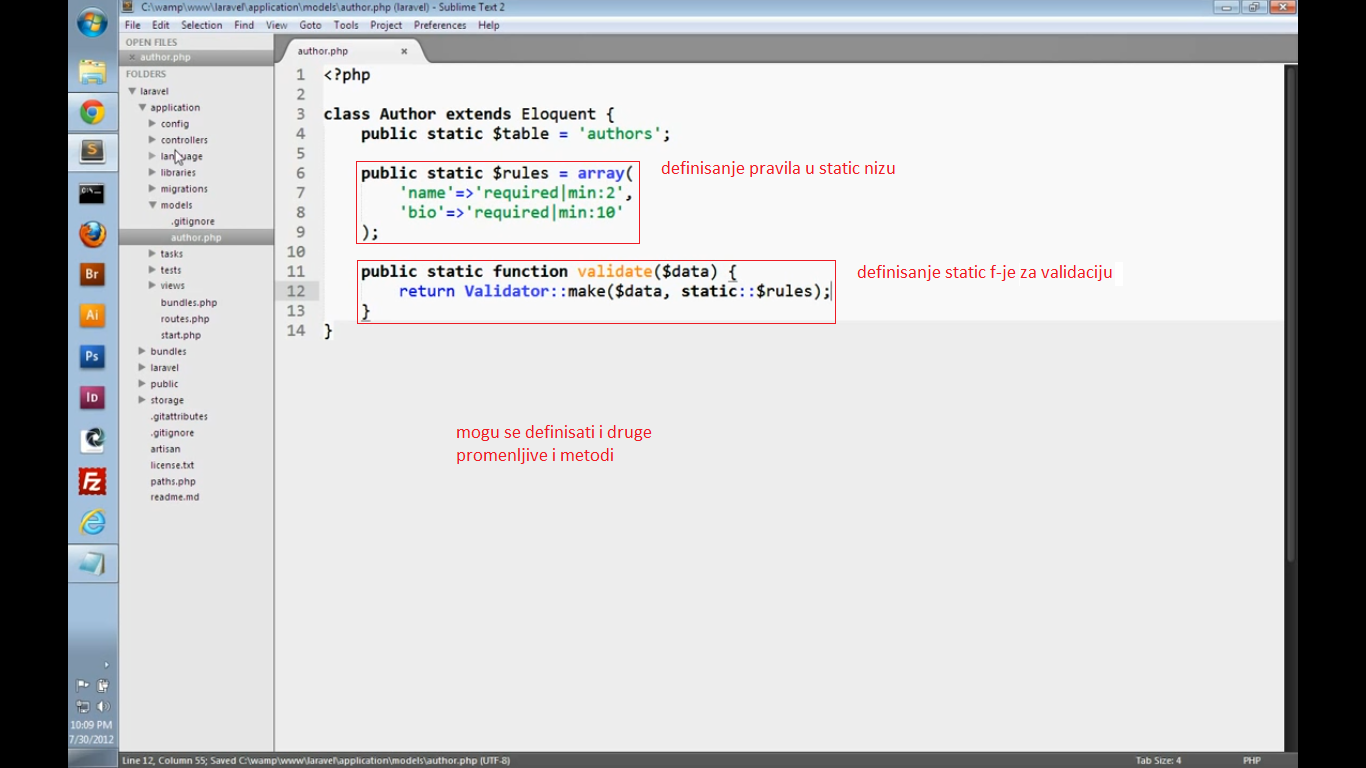 C:\wamp\www\laravel\application\models\author.php (laravel) - Sublime Text 2
File Edit Selection Find View Goto Tools Project Preferences Help
OPEN FILES
author.php
FOLDERS
laravel
application
config
controllers
language
libraries
migrations
models
.gitignore
author.php
tasks
tests
views
bundles.php
routes.php
start.php
bundles
laravel
public
storage
.gitattributes
.gitignore
artisan
license.txt
paths.php
readme.md
author.php
1 <?php
2
3 class Author extends Eloquent {
4 public static $table = 'authors';
5
6 public static $rules = array(
7 'name'=>'required|min:2',
8 'bio'=>'required|min:10'
9 );
10
11 public static function validate($data) {
12 return Validator::make($data, static::$rules);
13 }
14 }
definisanje pravila u static nizu
definisanje static f-je za validaciju
mogu se definisati i druge
promenljive i metodi
S
C:\
Br
Ai
Ps
Id
Fz
10:09 PM
7/30/2012
Line 12, Column 55; Saved C:\wamp\www\laravel\application\models\author.php (UTF-8)
Tab Size: 4
PHP